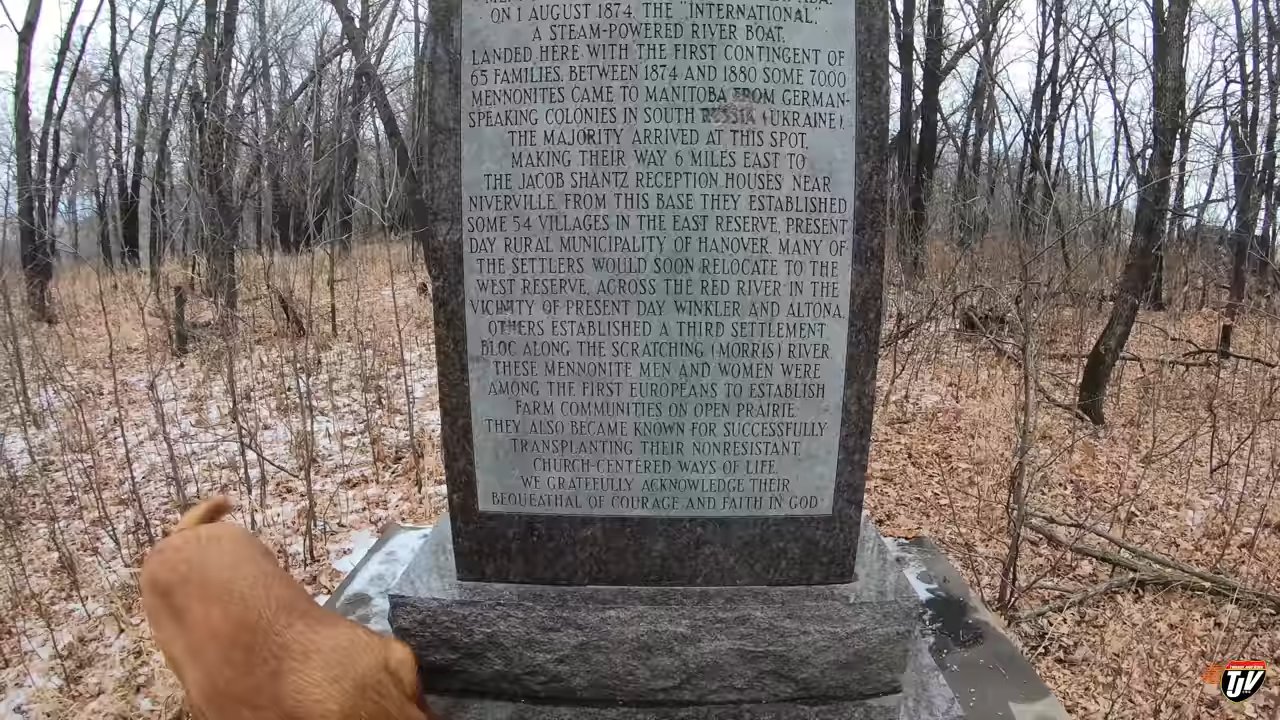 ON 1 AUGUST 1874, THE "INTERNATIONAL,"
A STEAM-POWERED RIVER BOAT,
LANDED HERE WITH THE FIRST CONTINGENT OF
65 FAMILIES. BETWEEN 1874 AND 1880 SOME 7000
MENNONITES CAME TO MANITOBA FROM GERMAN-
SPEAKING COLONIES IN SOUTH RUSSIA (UKRAINE).
THE MAJORITY ARRIVED AT THIS SPOT,
MAKING THEIR WAY 6 MILES EAST TO
THE JACOB SHANTZ RECEPTION HOUSES NEAR
NIVERVILLE. FROM THIS BASE THEY ESTABLISHED
SOME 54 VILLAGES IN THE EAST RESERVE, PRESENT
DAY RURAL MUNICIPALITY OF HANOVER. MANY OF
THE SETTLERS WOULD SOON RELOCATE TO THE
WEST RESERVE, ACROSS THE RED RIVER IN THE
VICINITY OF PRESENT DAY WINKLER AND ALTONA.
OTHERS ESTABLISHED A THIRD SETTLEMENT
BLOC ALONG THE SCRATCHING (MORRIS) RIVER.
THESE MENNONITE MEN AND WOMEN WERE
AMONG THE FIRST EUROPEANS TO ESTABLISH
FARM COMMUNITIES ON OPEN PRAIRIE.
THEY ALSO BECAME KNOWN FOR SUCCESSFULLY
TRANSPLANTING THEIR NONRESISTANT,
CHURCH-CENTERED WAYS OF LIFE.
WE GRATEFULLY ACKNOWLEDGE THEIR
BEQUEATHAL OF COURAGE AND FAITH IN GOD.
TJV